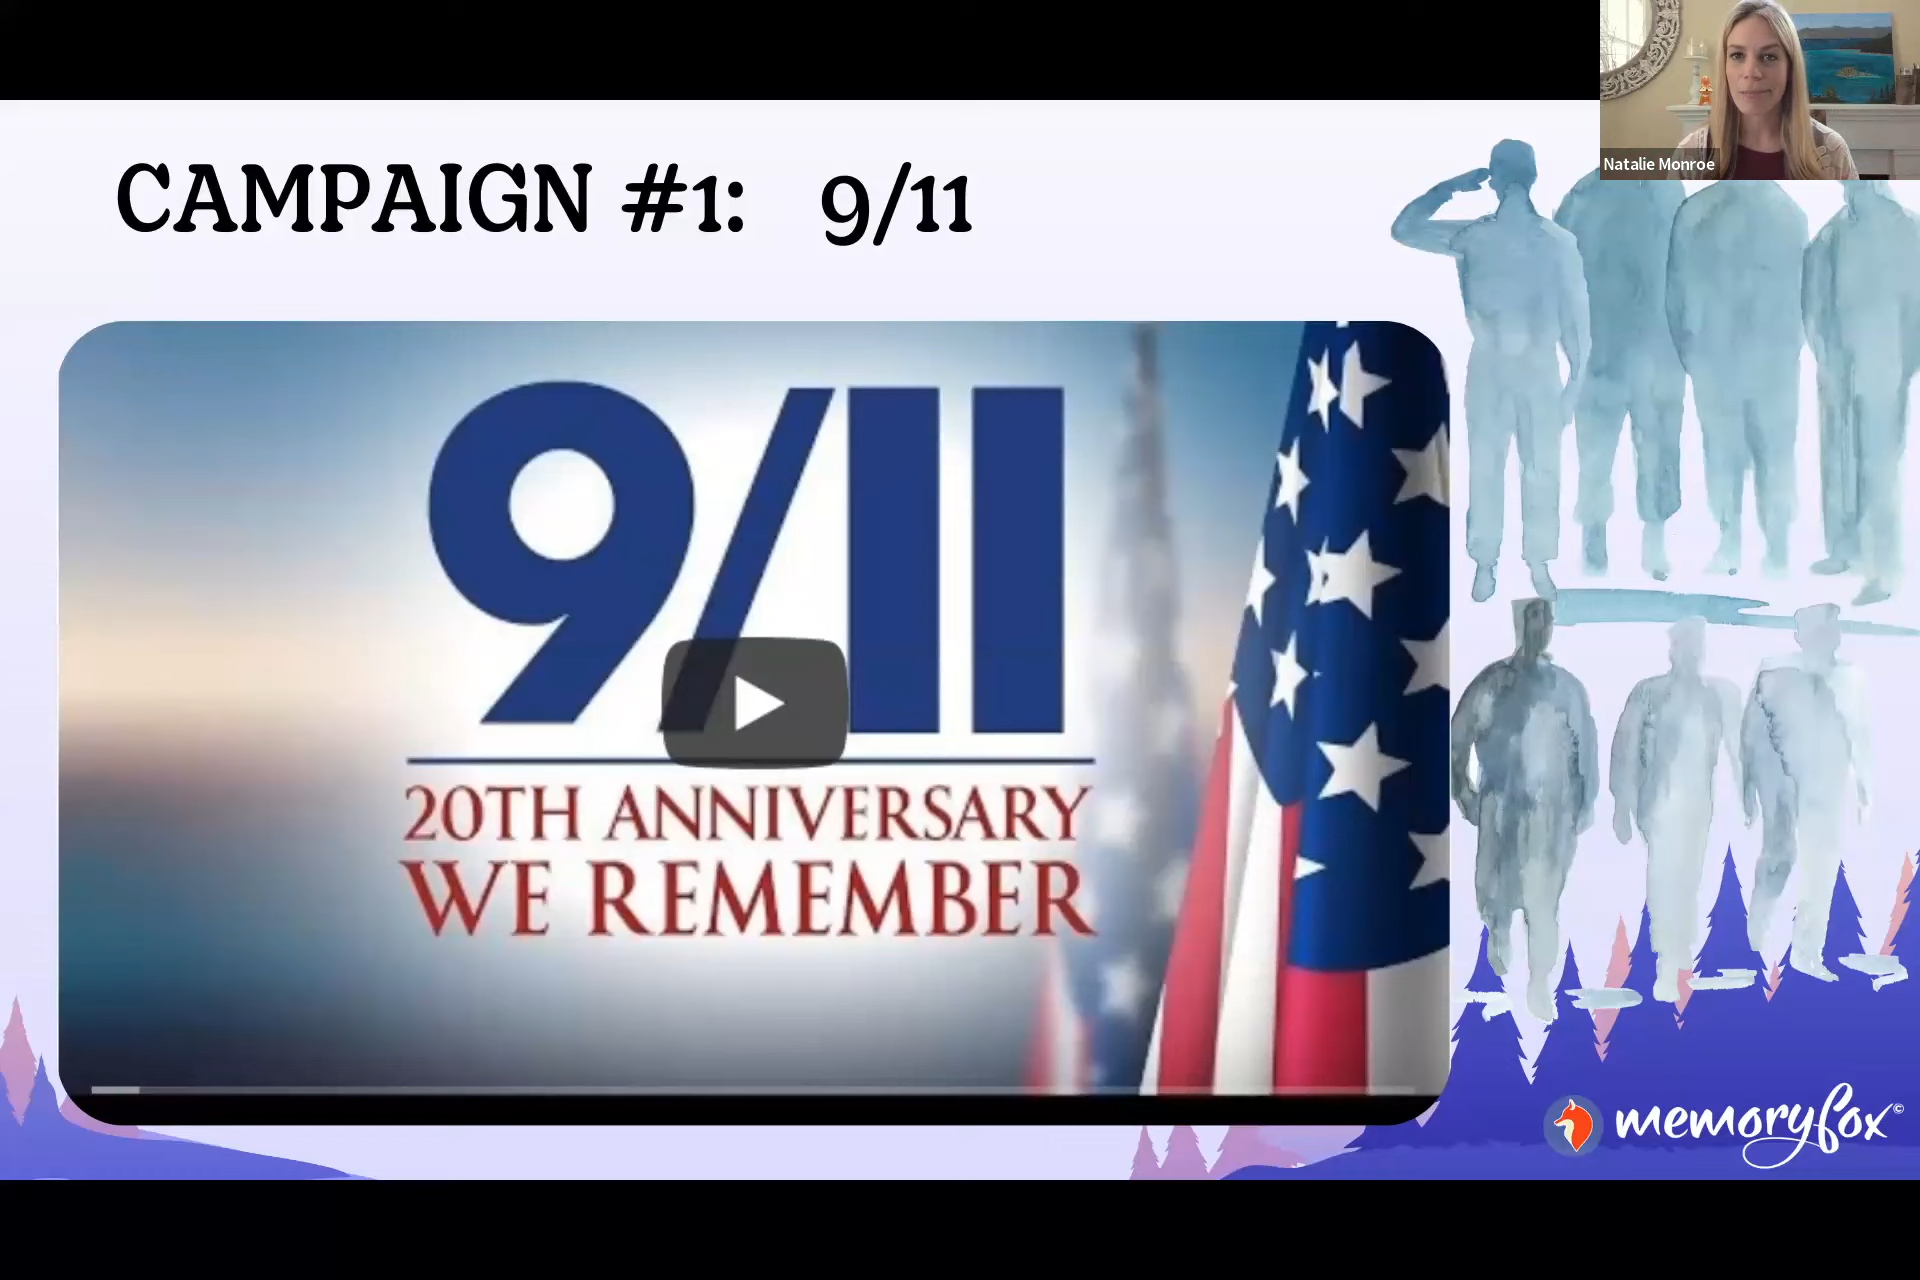 Natalie Monroe
CAMPAIGN #1: 9/11
9/11
20TH ANNIVERSARY
WE REMEMBER
memoryfox©